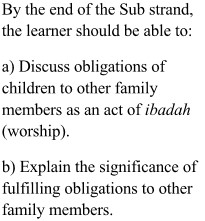 By the end of the Sub strand,
the learner should be able to:
a) Discuss obligations of
children to other family
members as an act of ibadah
(worship).
b) Explain the significance of
fulfilling obligations to other
family members.